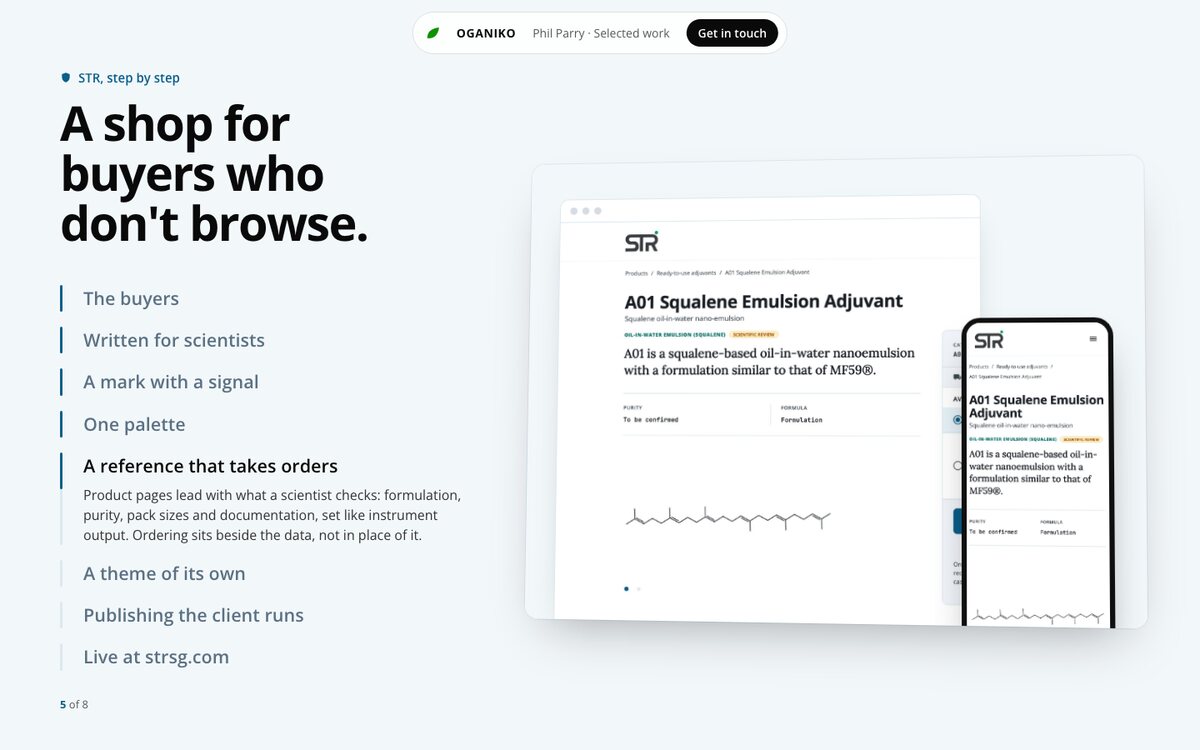 OGANIKO
Phil Parry · Selected work
Get in touch
STR, step by step
A shop for
buyers who
don't browse.
The buyers
Written for scientists
A mark with a signal
One palette
A reference that takes orders
Product pages lead with what a scientist checks: formulation,
purity, pack sizes and documentation, set like instrument
output. Ordering sits beside the data, not in place of it.
A theme of its own
Publishing the client runs
Live at strsg.com
5 of 8
STR
Products / Ready-to-use adjuvants / A01 Squalene Emulsion Adjuvant
A01 Squalene Emulsion Adjuvant
Squalene oil-in-water nano-emulsion
OIL-IN-WATER EMULSION (SQUALENE) SCIENTIFIC REVIEW
A01 is a squalene-based oil-in-water nanoemulsion
with a formulation similar to that of MF59®.
PURITY FORMULA
To be confirmed Formulation
STR
Products / Ready-to-use adjuvants /
A01 Squalene Emulsion Adjuvant
A01 Squalene Emulsion
Adjuvant
Squalene oil-in-water nano-emulsion
OIL-IN-WATER EMULSION (SQUALENE) SCIENTIFIC REVIEW
A01 is a squalene-based oil-in-
water nanoemulsion with a
formulation similar to that of
MF59®.
PURITY FORMULA
To be confirmed Formulation